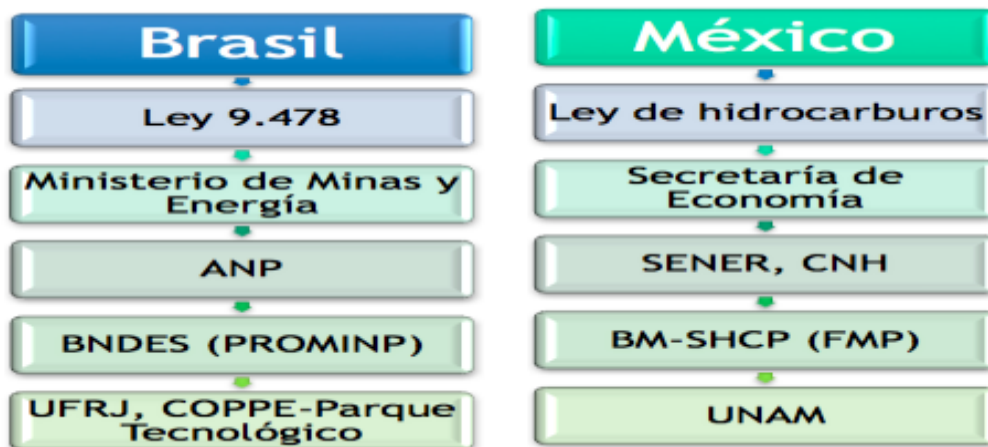 Brasil
Ley 9.478
Ministerio de Minas y
Energía
ANP
BNDES (PROMINP)
UFRJ, COPPE-Parque
Tecnológico
México
Ley de hidrocarburos
Secretaría de
Economía
SENER, CNH
BM-SHCP (FMP)
UNAM